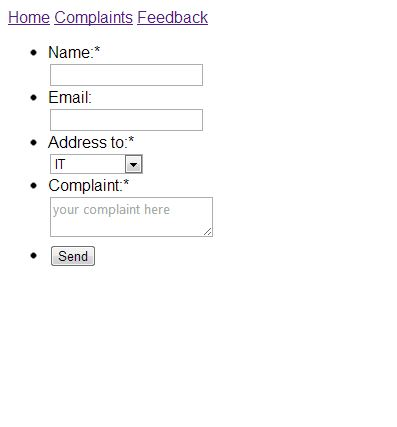 Home Complaints Feedback
Name:*
Email:
Address to:*
IT
Complaint:*
your complaint here
Send